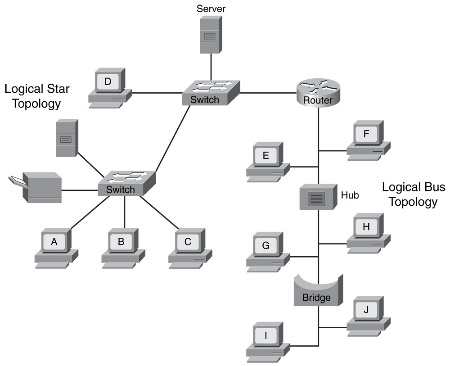 Server
D
Logical Star
Topology
Switch
Router
F
E
Switch
Hub
Logical Bus
Topology
A
B
C
G
H
Bridge
I
J